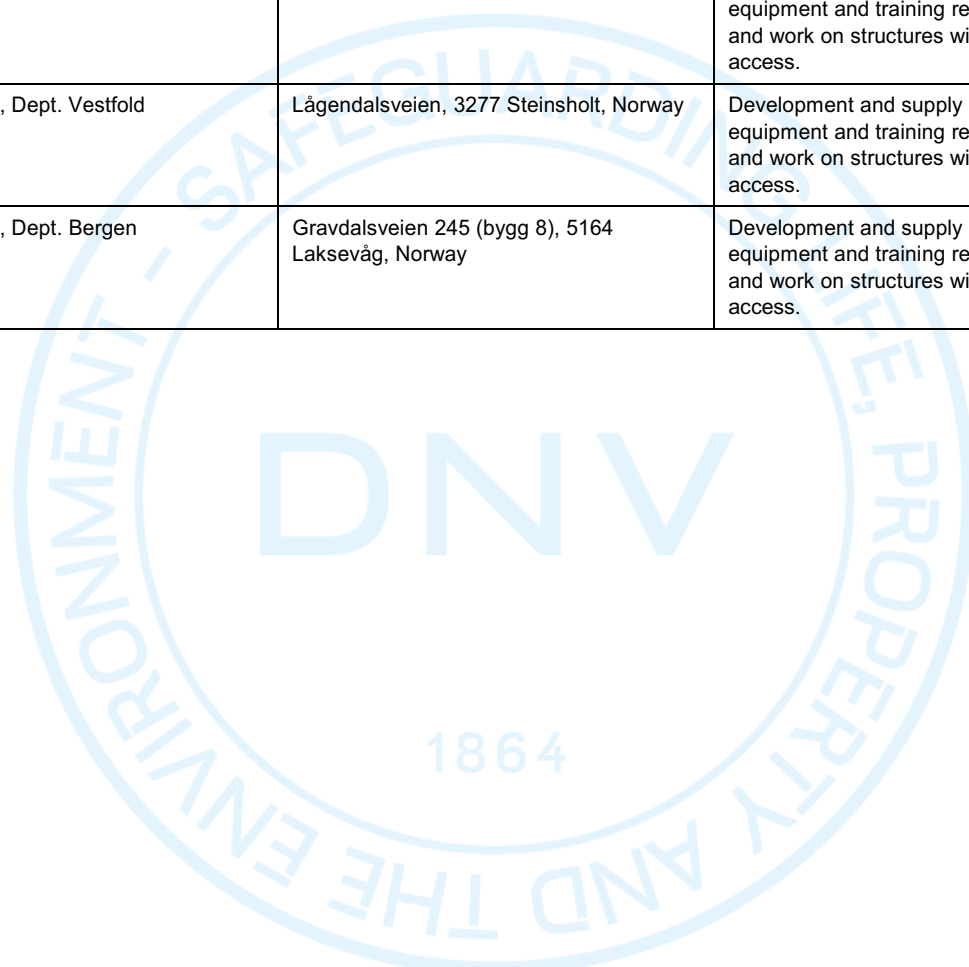 equipment and training re
and work on structures wi
access.
, Dept. Vestfold
Lågendalsveien, 3277 Steinsholt, Norway
Development and supply
equipment and training re
and work on structures wi
access.
, Dept. Bergen
Gravdalsveien 245 (bygg 8), 5164
Laksevåg, Norway
Development and supply
equipment and training re
and work on structures wi
access.
SAFEGUARDING LIFE, PROPERTY AND THE ENVIRONMENT -
DNV
1864